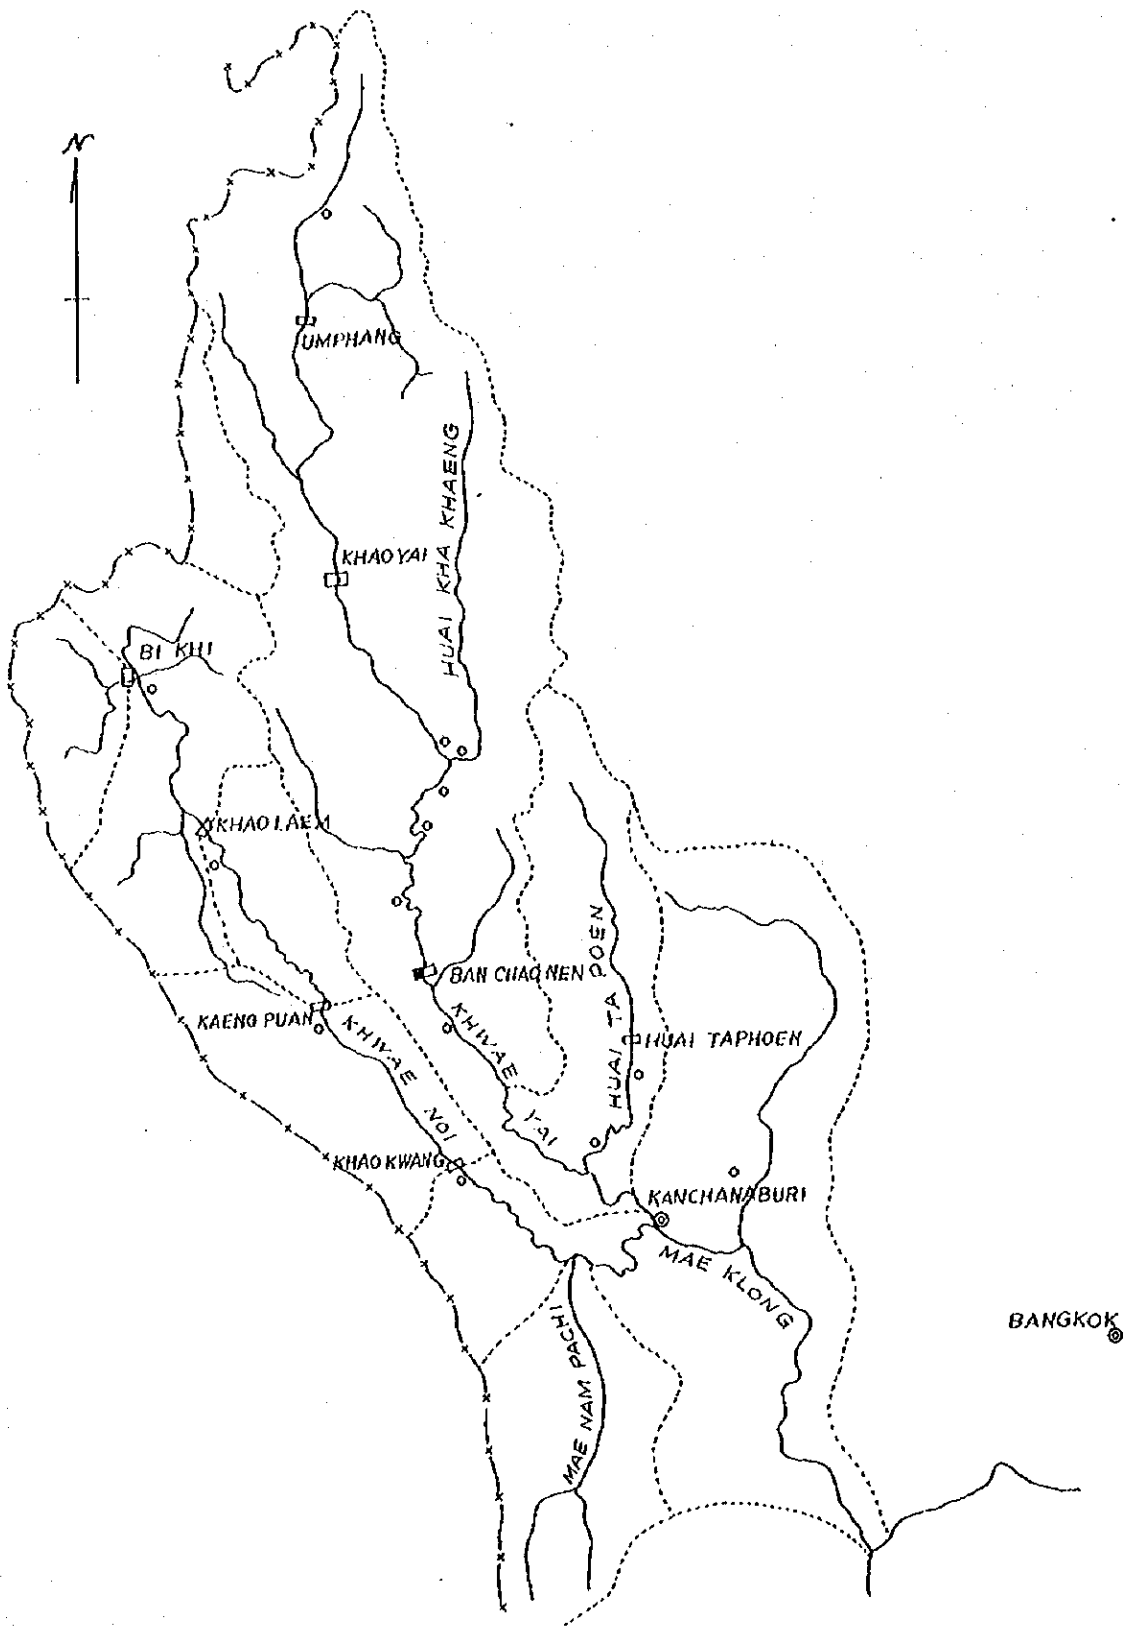 N
UMPHANG
HUAI KHA KHAENG
KHAO YAI
BI KHI
KHAO LAEM
HUAI TA POEN
BAN CHAO NEN
KAENG PUAN
KHWAE NOI
KHWAE YAI
HUAI TAPHOEN
KHAO KWANG
KANCHANABURI
MAE KLONG
BANGKOK
MAE NAM PACHI